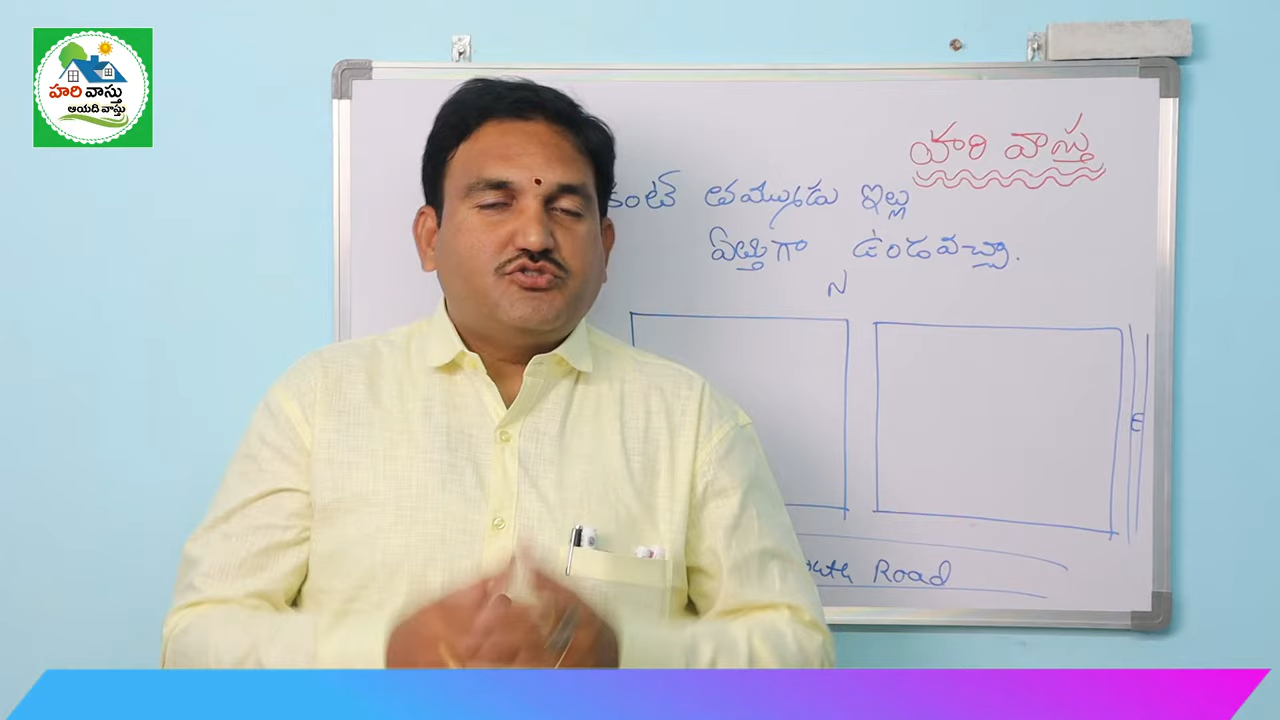 హరి వాస్తు
ఆయది వాస్తు
హరి వాస్తు
తమ్ముడు ఇల్లు
ఎత్తుగా ఉండవచ్చా.
N
E
Road